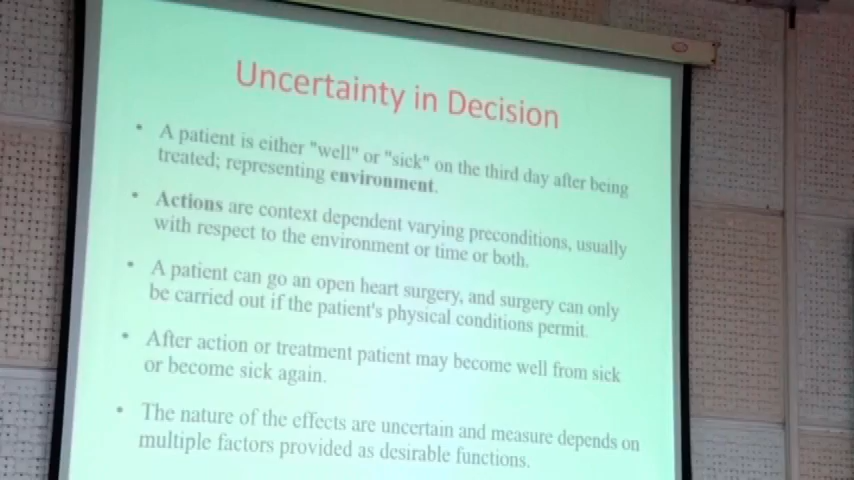 Uncertainty in Decision
• A patient is either "well" or "sick" on the third day after being
treated; representing environment.
• Actions are context dependent varying preconditions, usually
with respect to the environment or time or both.
• A patient can go an open heart surgery, and surgery can only
be carried out if the patient's physical conditions permit.
• After action or treatment patient may become well from sick
or become sick again.
• The nature of the effects are uncertain and measure depends on
multiple factors provided as desirable functions.